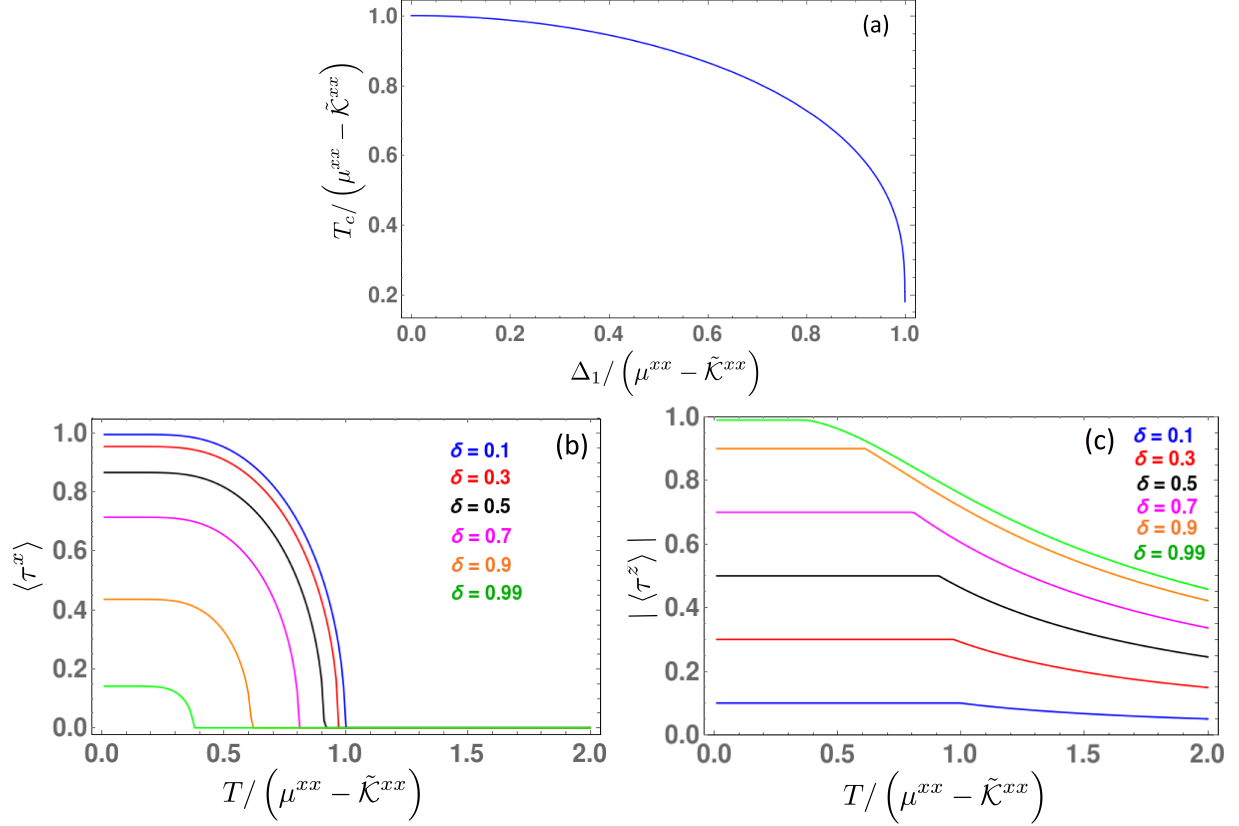 (a)
1.0
0.8
0.6
0.4
0.2
T_c / (μ^{xx} − \tilde{𝒦}^{xx})
0.0 0.2 0.4 0.6 0.8 1.0
Δ_1 / (μ^{xx} − \tilde{𝒦}^{xx})
(b)
1.0
0.8
0.6
0.4
0.2
0.0
⟨τ^x⟩
δ = 0.1
δ = 0.3
δ = 0.5
δ = 0.7
δ = 0.9
δ = 0.99
0.0 0.5 1.0 1.5 2.0
T / (μ^{xx} − \tilde{𝒦}^{xx})
(c)
1.0
0.8
0.6
0.4
0.2
0.0
| ⟨τ^z⟩ |
δ = 0.1
δ = 0.3
δ = 0.5
δ = 0.7
δ = 0.9
δ = 0.99
0.0 0.5 1.0 1.5 2.0
T / (μ^{xx} − \tilde{𝒦}^{xx})